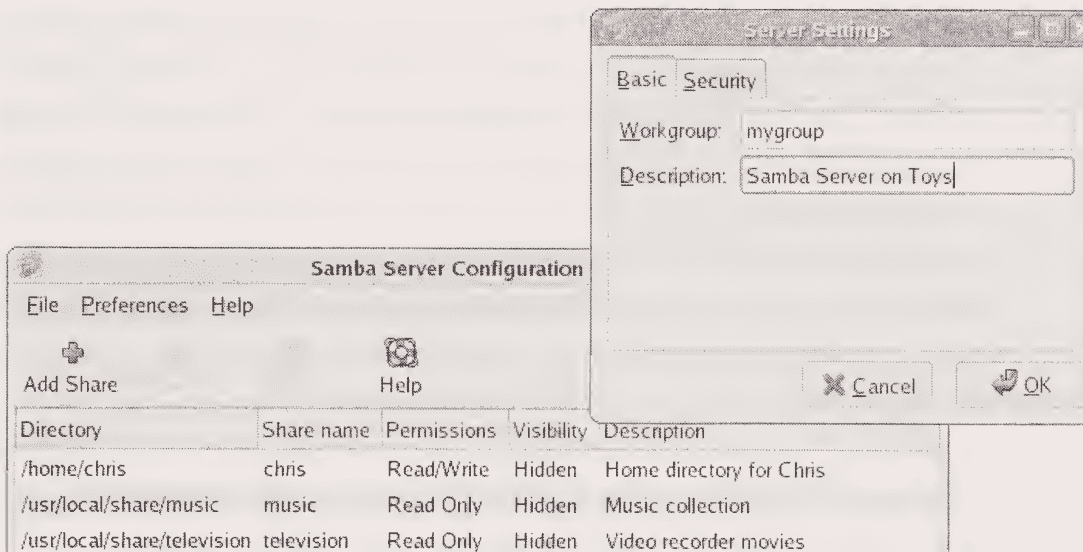 Server Settings
Basic Security
Workgroup: mygroup
Description: Samba Server on Toys
Cancel OK
Samba Server Configuration
File Preferences Help
Add Share Help
Directory Share name Permissions Visibility Description
/home/chris chris Read/Write Hidden Home directory for Chris
/usr/local/share/music music Read Only Hidden Music collection
/usr/local/share/television television Read Only Hidden Video recorder movies